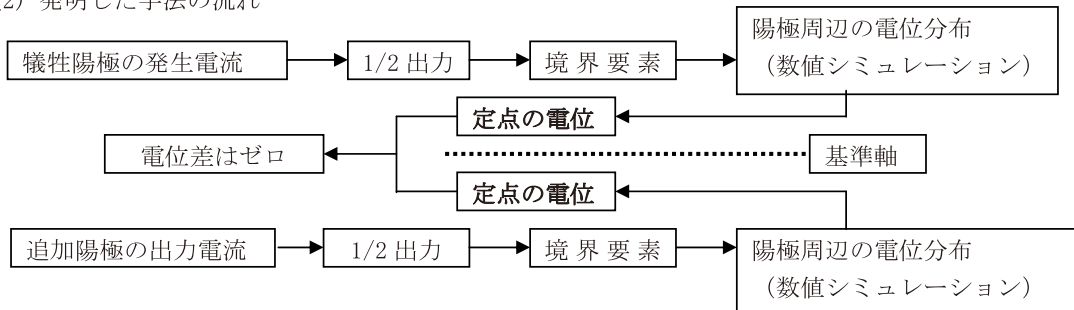 (2) 発明した手法の流れ
犠牲陽極の発生電流
1/2 出力
境 界 要 素
陽極周辺の電位分布
(数値シミュレーション)
定点の電位
電位差はゼロ
基準軸
定点の電位
追加陽極の出力電流
1/2 出力
境 界 要 素
陽極周辺の電位分布
(数値シミュレーション)